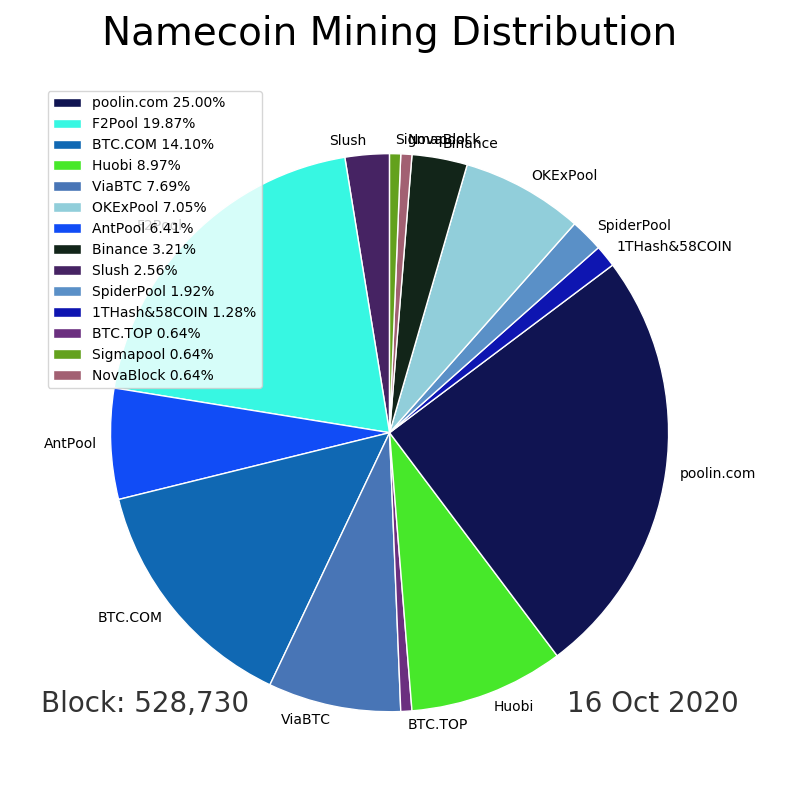 Namecoin Mining Distribution
poolin.com 25.00%
F2Pool 19.87%
BTC.COM 14.10%
Huobi 8.97%
ViaBTC 7.69%
OKExPool 7.05%
AntPool 6.41%
Binance 3.21%
Slush 2.56%
SpiderPool 1.92%
1THash&58COIN 1.28%
BTC.TOP 0.64%
Sigmapool 0.64%
NovaBlock 0.64%
Slush
Sigmapool
NovaBlock
Binance
OKExPool
SpiderPool
1THash&58COIN
F2Pool
AntPool
poolin.com
BTC.COM
ViaBTC
BTC.TOP
Huobi
Block: 528,730
16 Oct 2020